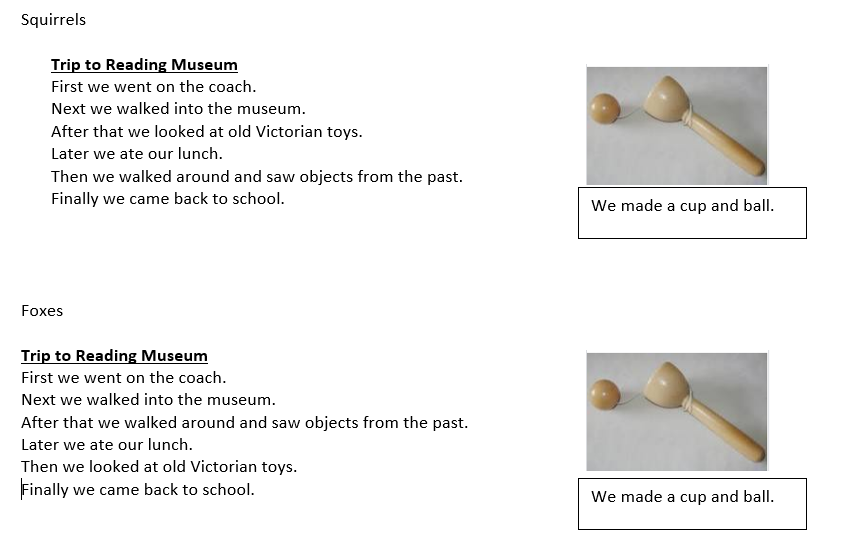 Squirrels
Trip to Reading Museum
First we went on the coach.
Next we walked into the museum.
After that we looked at old Victorian toys.
Later we ate our lunch.
Then we walked around and saw objects from the past.
Finally we came back to school.
We made a cup and ball.
Foxes
Trip to Reading Museum
First we went on the coach.
Next we walked into the museum.
After that we walked around and saw objects from the past.
Later we ate our lunch.
Then we looked at old Victorian toys.
Finally we came back to school.
We made a cup and ball.